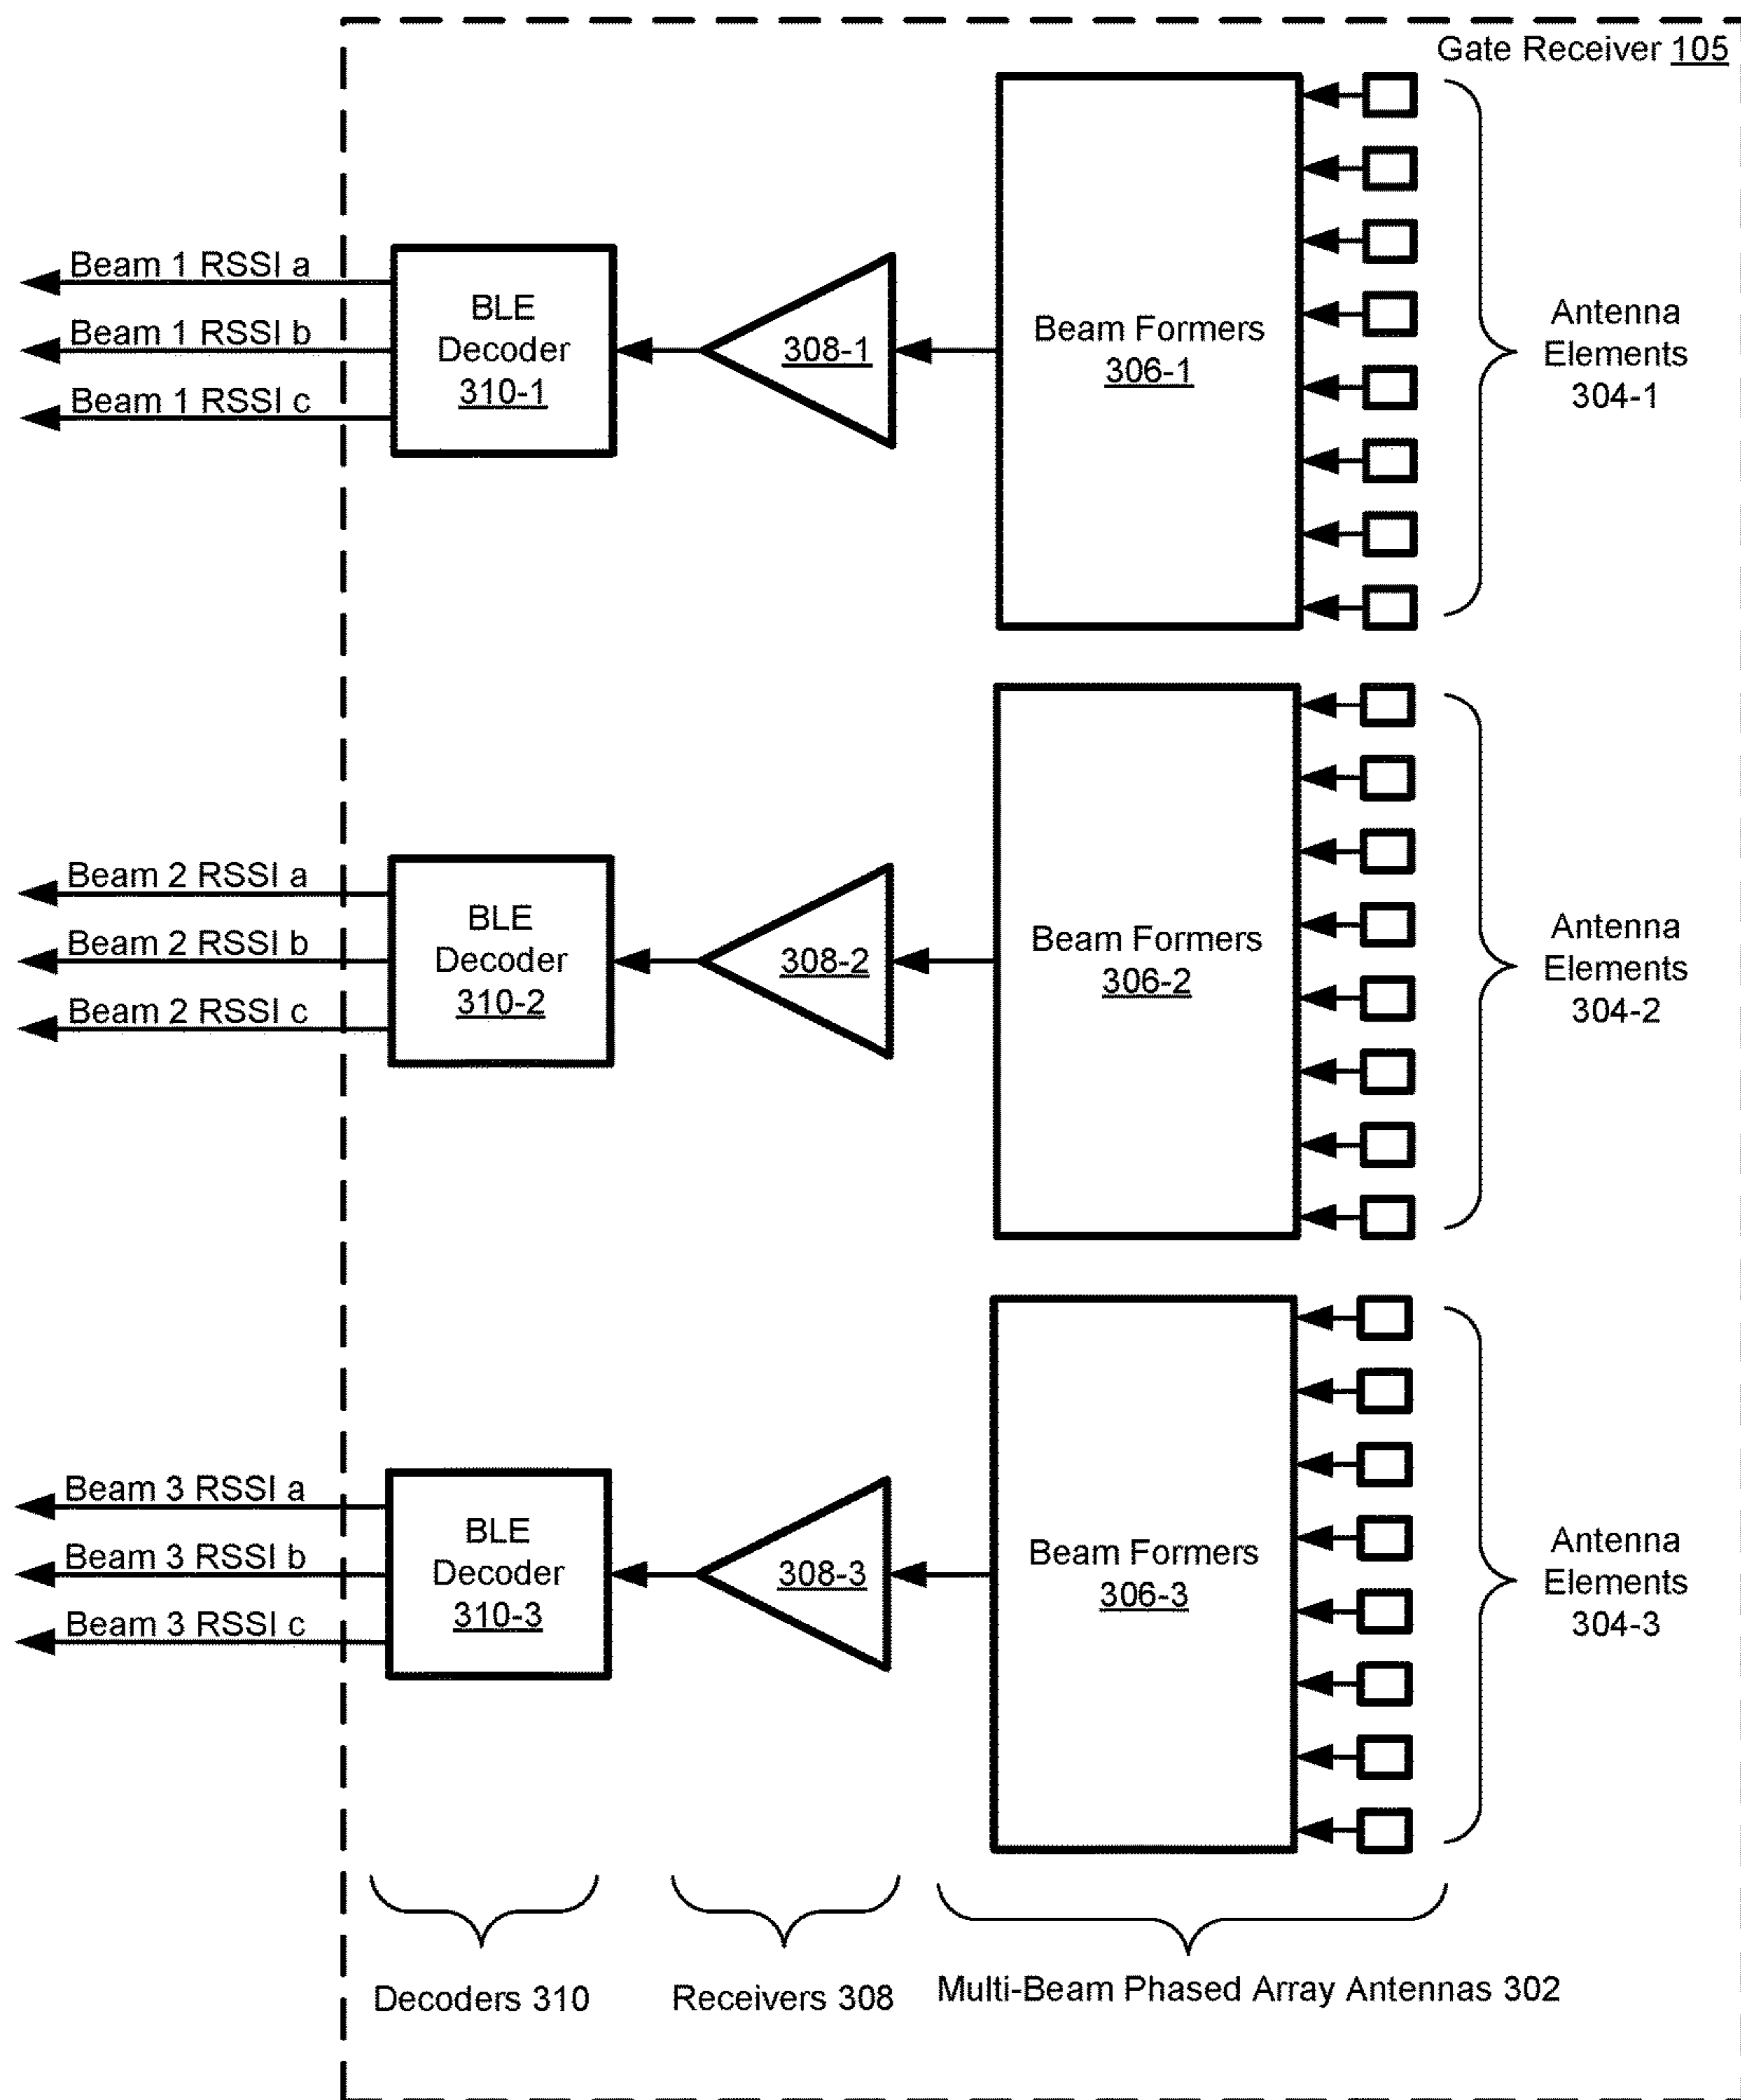 Gate Receiver 105
Beam 1 RSSI a
Beam 1 RSSI b
Beam 1 RSSI c
BLE
Decoder
310-1
308-1
Beam Formers
306-1
Antenna
Elements
304-1
Beam 2 RSSI a
Beam 2 RSSI b
Beam 2 RSSI c
BLE
Decoder
310-2
308-2
Beam Formers
306-2
Antenna
Elements
304-2
Beam 3 RSSI a
Beam 3 RSSI b
Beam 3 RSSI c
BLE
Decoder
310-3
308-3
Beam Formers
306-3
Antenna
Elements
304-3
Decoders 310
Receivers 308
Multi-Beam Phased Array Antennas 302